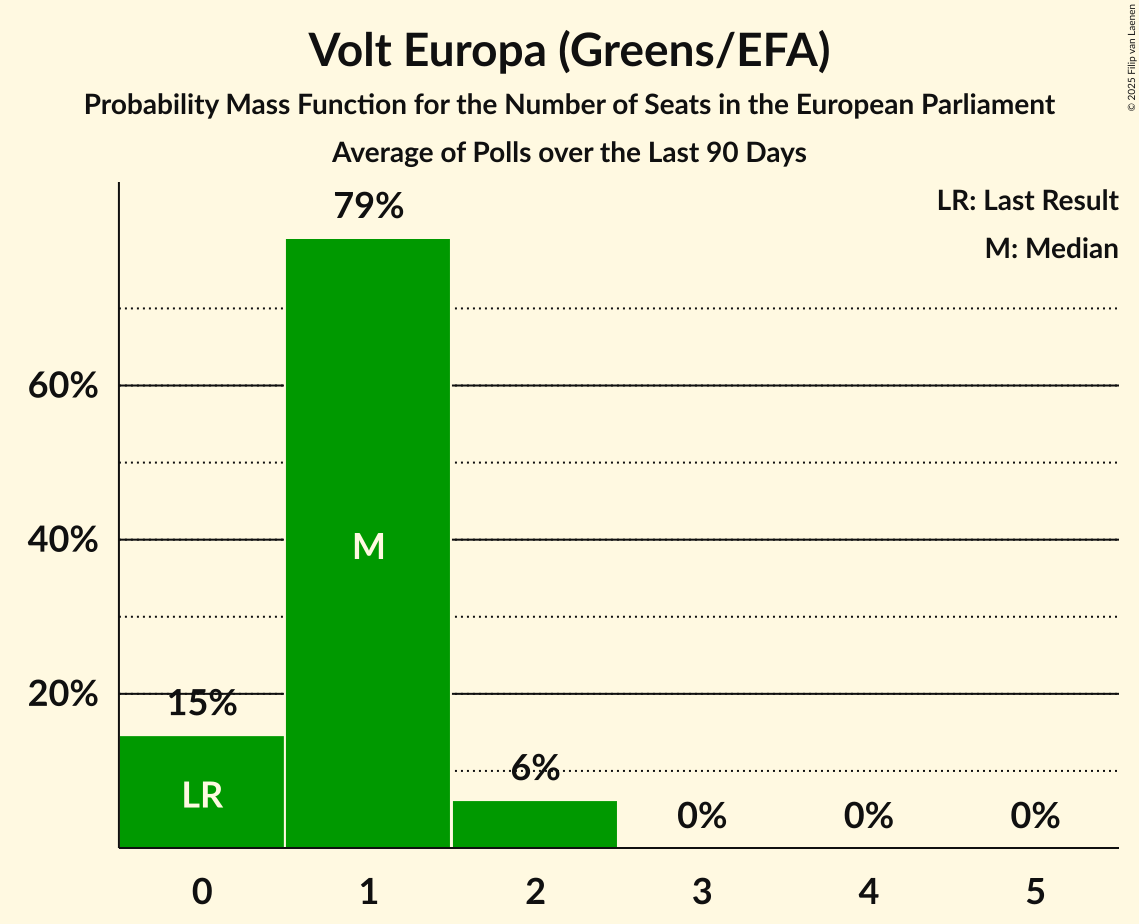 Volt Europa (Greens/EFA)
Probability Mass Function for the Number of Seats in the European Parliament
Average of Polls over the Last 90 Days
© 2025 Filip van Laenen
LR: Last Result
M: Median
79%
60%
40%
M
20%
15%
6%
LR
0%
0%
0%
0
1
2
3
4
5